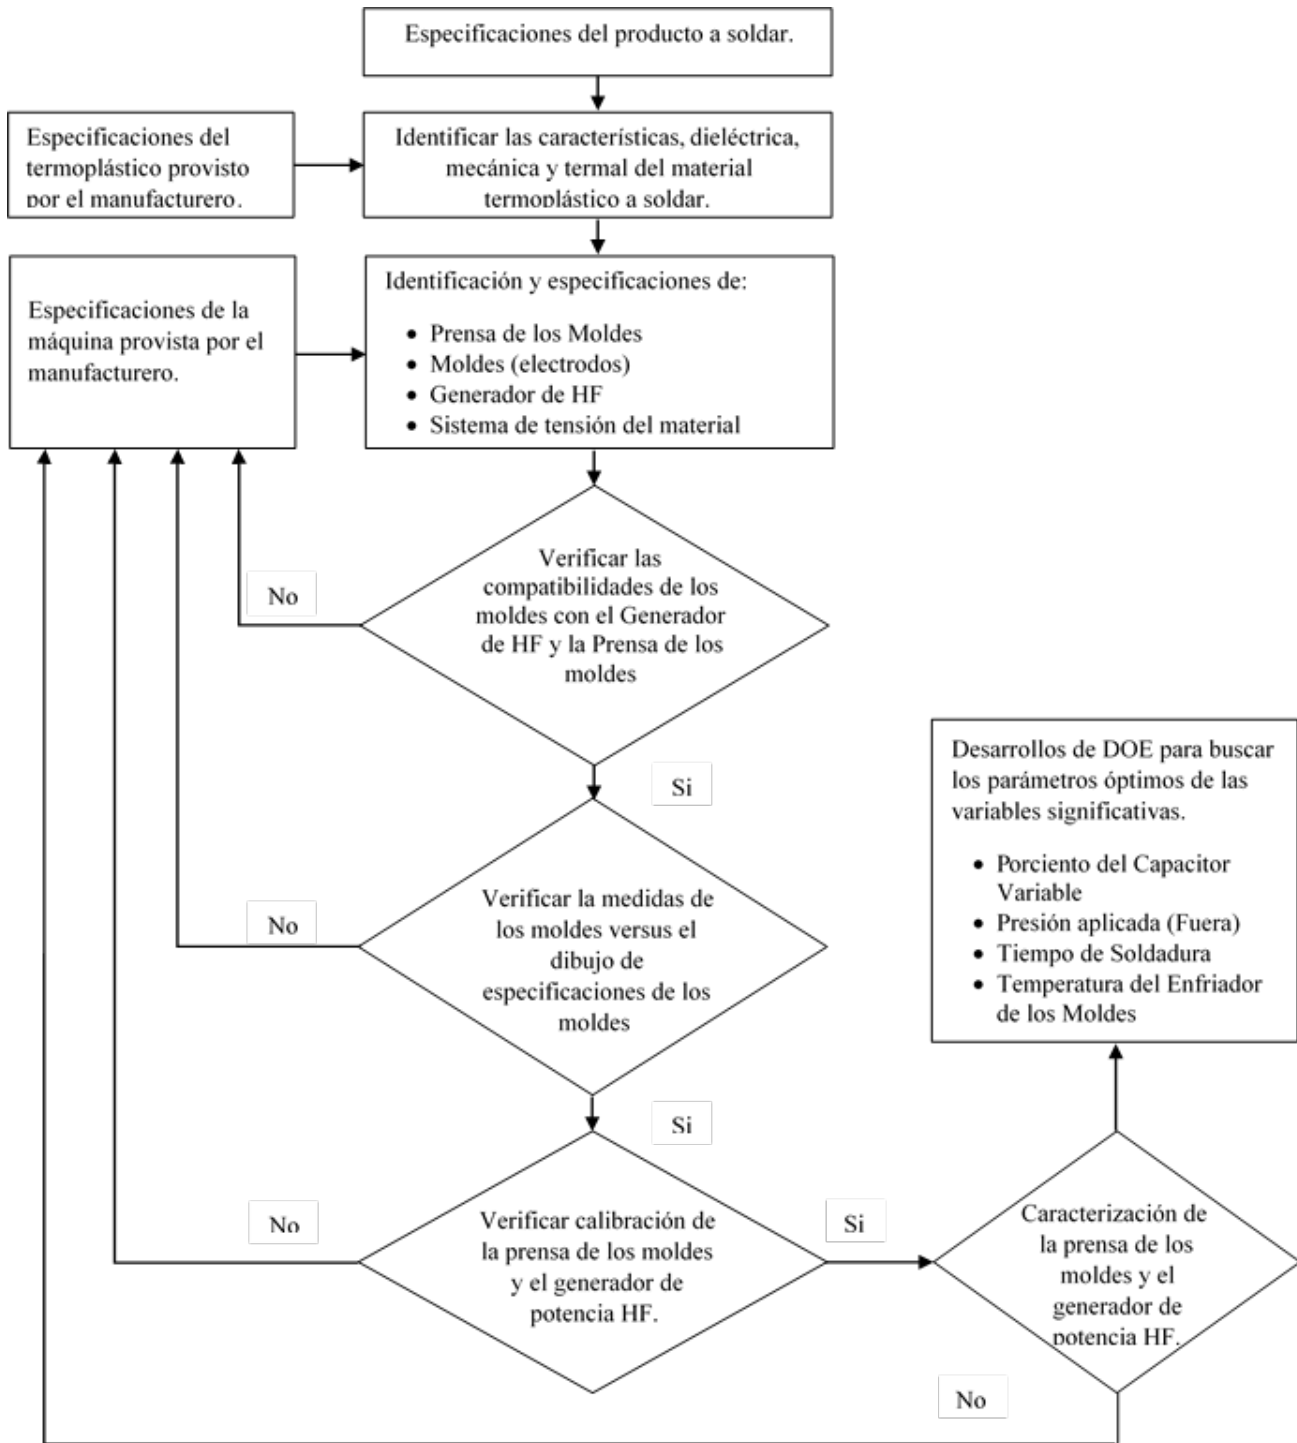 Especificaciones del producto a soldar.
Especificaciones del
termoplástico provisto
por el manufacturero.
Identificar las características, dieléctrica,
mecánica y termal del material
termoplástico a soldar.
Especificaciones de la
máquina provista por el
manufacturero.
Identificación y especificaciones de:
• Prensa de los Moldes
• Moldes (electrodos)
• Generador de HF
• Sistema de tensión del material
Verificar las
compatibilidades de los
moldes con el Generador
de HF y la Prensa de los
moldes
No
Si
Verificar la medidas de
los moldes versus el
dibujo de
especificaciones de los
moldes
No
Si
Verificar calibración de
la prensa de los moldes
y el generador de
potencia HF.
No
Si
Caracterización de
la prensa de los
moldes y el
generador de
potencia HF.
No
Desarrollos de DOE para buscar
los parámetros óptimos de las
variables significativas.
• Porciento del Capacitor
Variable
• Presión aplicada (Fuera)
• Tiempo de Soldadura
• Temperatura del Enfriador
de los Moldes